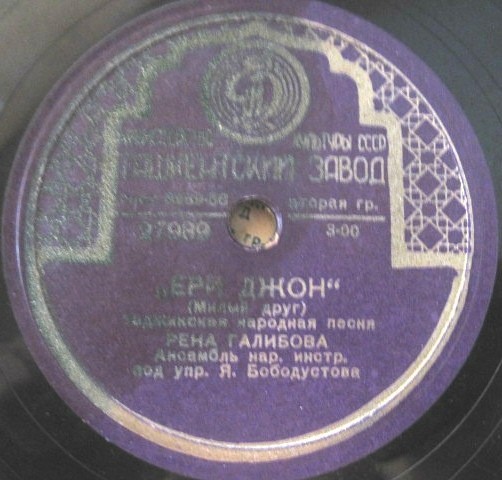 КУЛЬТУРЫ СССР
ТАШКЕНТСКИЙ ЗАВОД
вторая гр.
27989 3-00
„ЕРИ ДЖОН“
(Милый друг)
Таджикская народная песня
РЕНА ГАЛИБОВА
Ансамбль нар. инстр.
под упр. Я. Бободустова